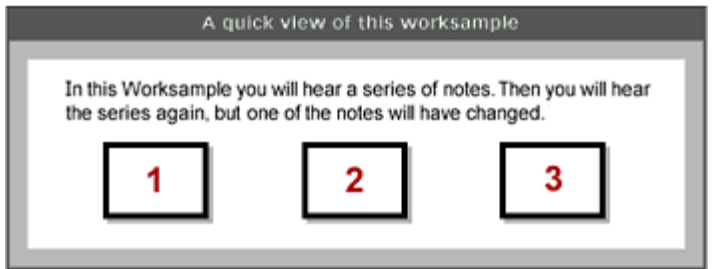 A quick view of this worksample
In this Worksample you will hear a series of notes. Then you will hear
the series again, but one of the notes will have changed.
1 2 3